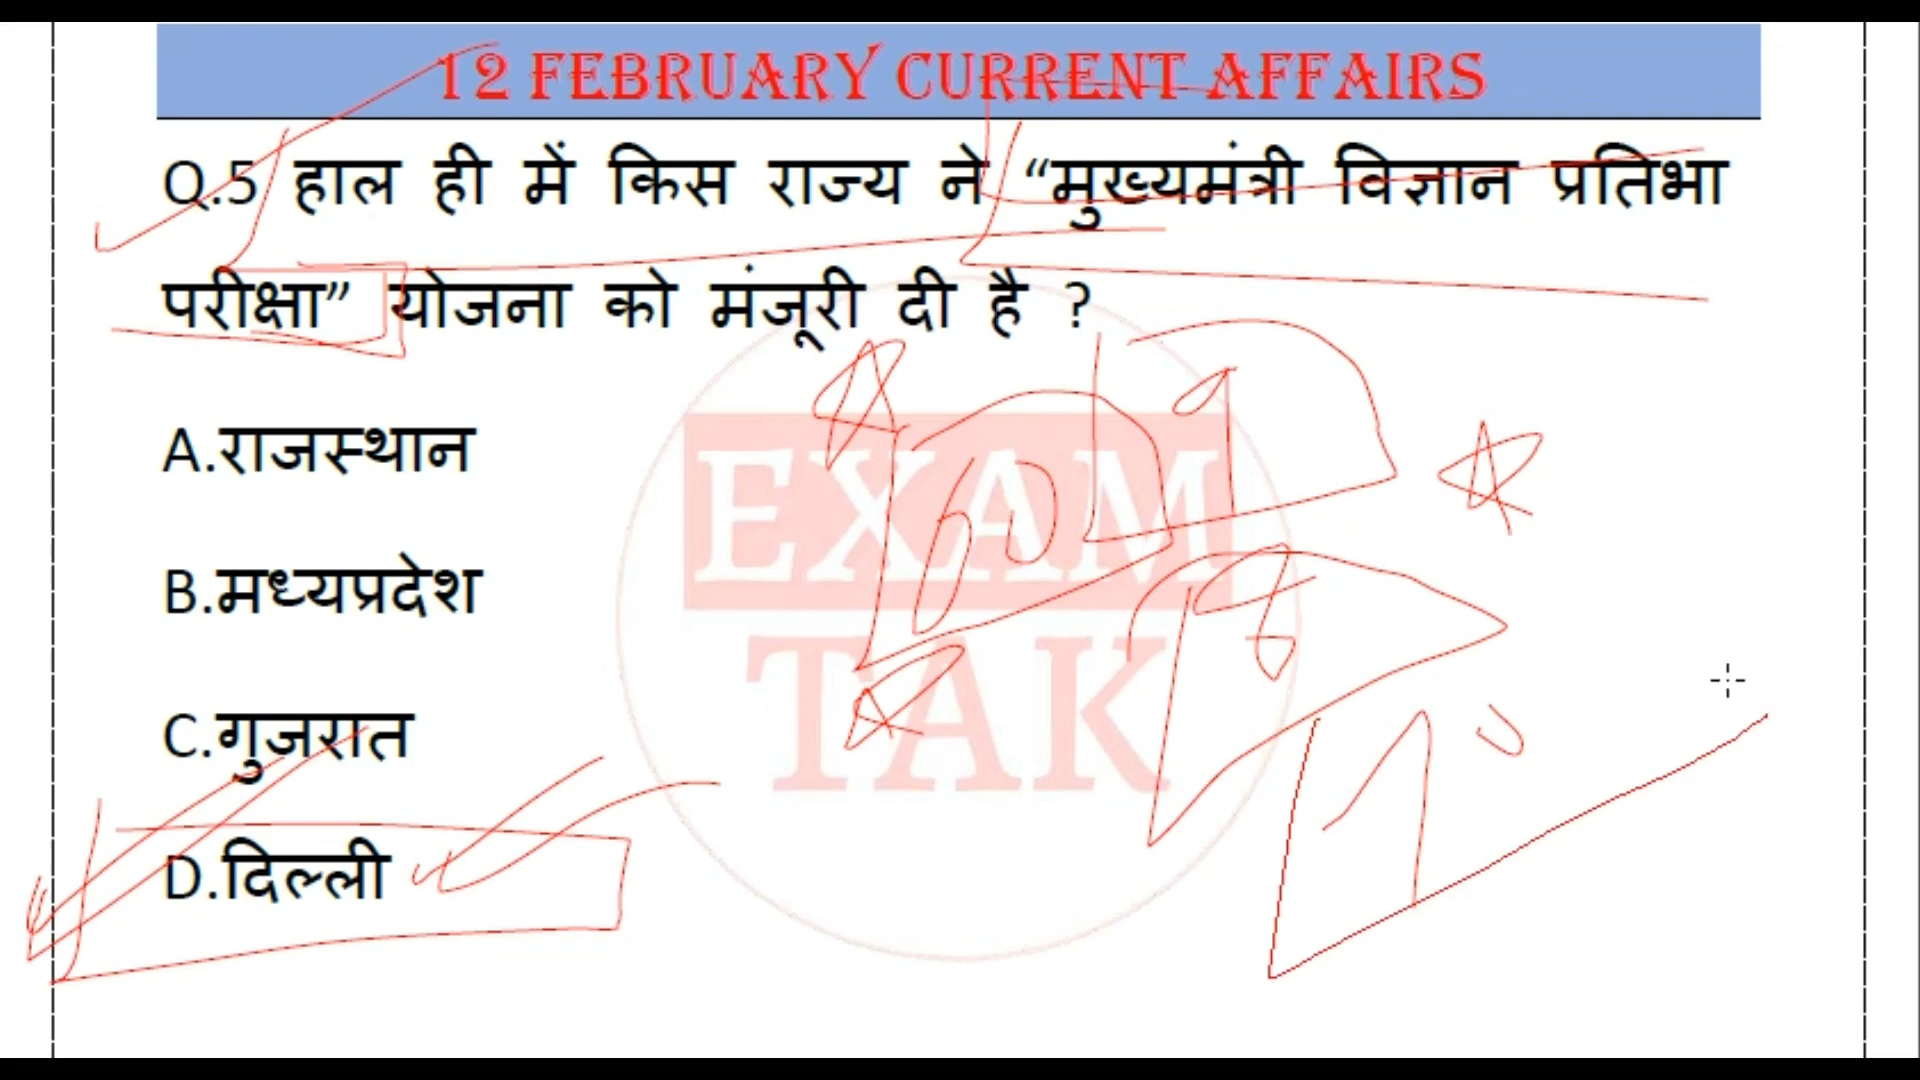 12 FEBRUARY CURRENT AFFAIRS
Q.5 हाल ही में किस राज्य ने “मुख्यमंत्री विज्ञान प्रतिभा
परीक्षा” योजना को मंजूरी दी है ?
A.राजस्थान
B.मध्यप्रदेश
C.गुजरात
D.दिल्ली
EXAM
TAK